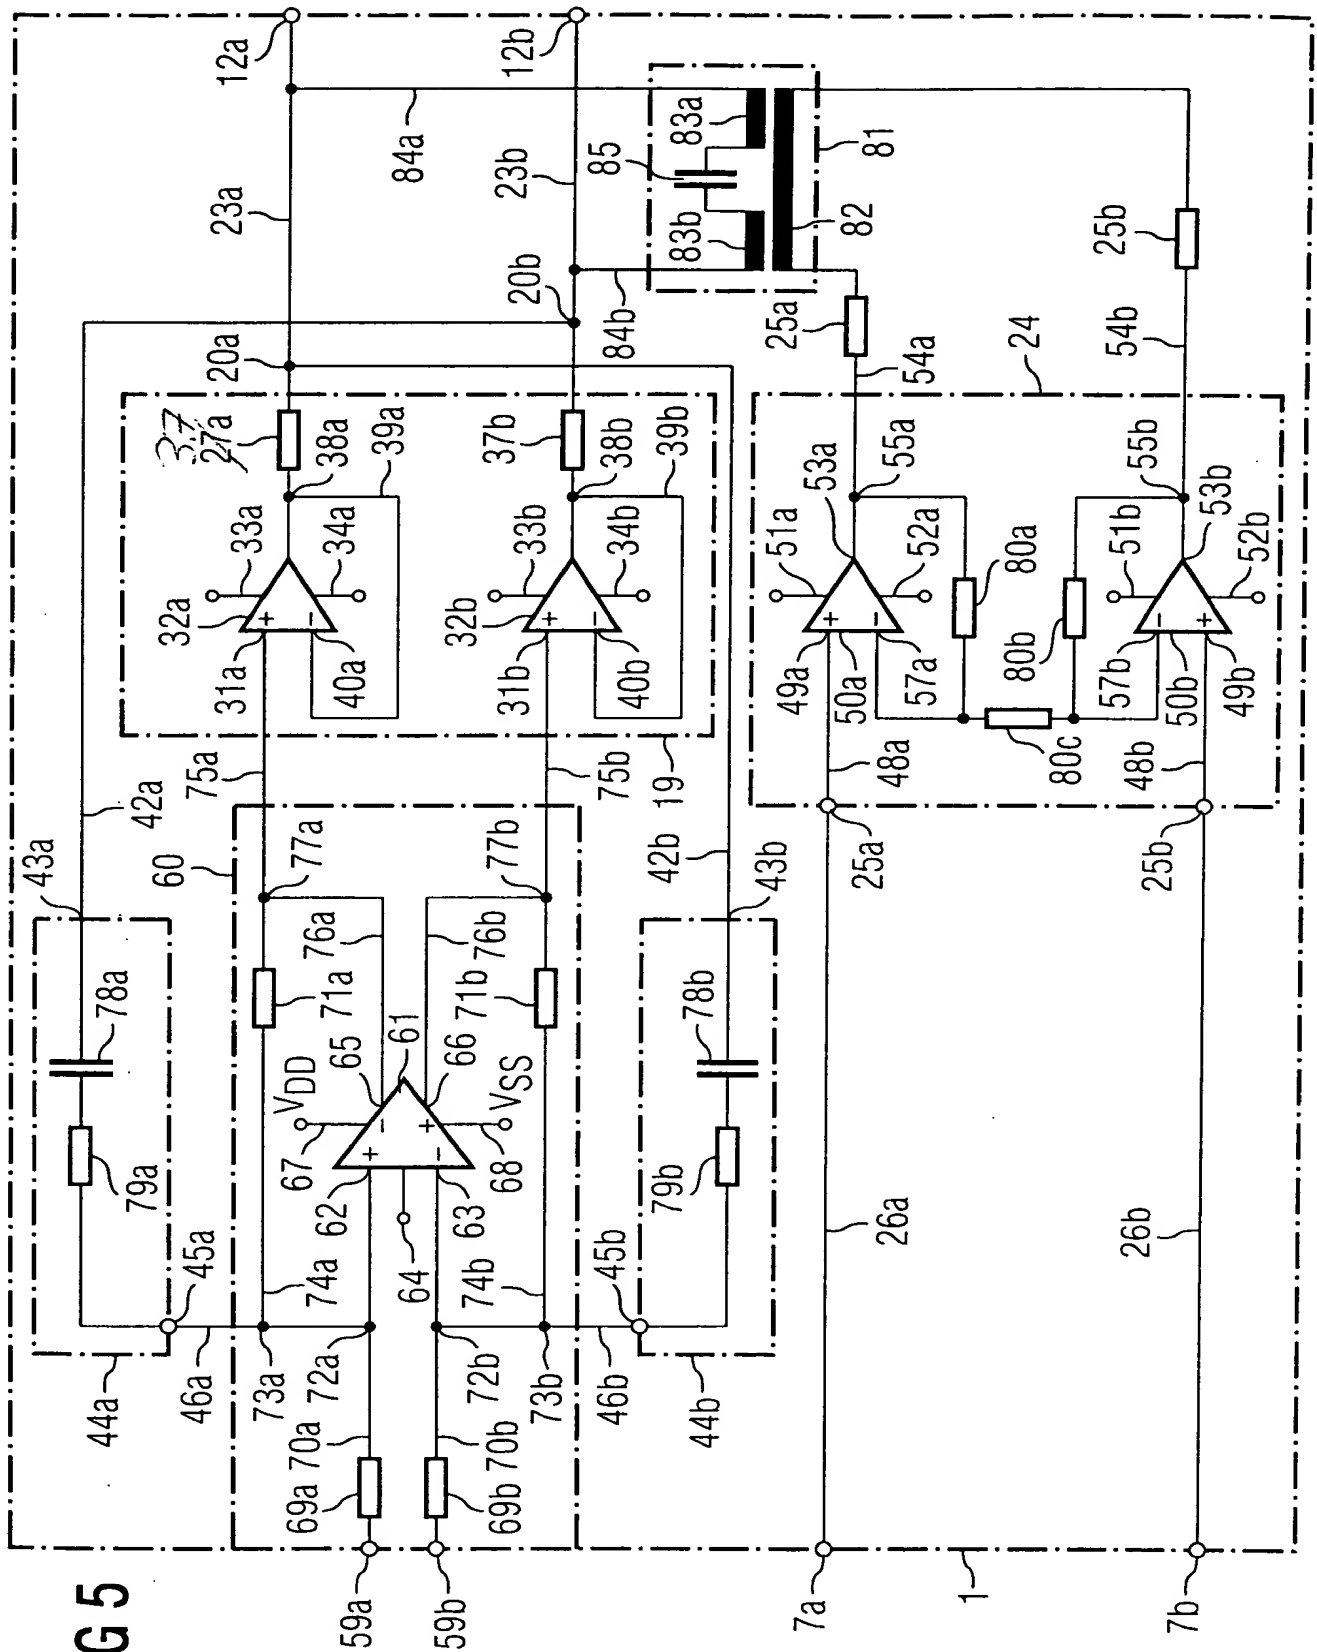 G 5
12a
12b
23a
84a
23b
85
83a
83b
81
82
20a
20b
84b
25a
25b
54a
54b
24
37
27a
38a
39a
37b
38b
39b
33a
34a
32a
31a
40a
33b
34b
32b
31b
40b
19
53a
55a
51a
52a
80a
49a
50a
57a
80c
80b
55b
53b
51b
52b
57b
50b
49b
48a
48b
25a
25b
75a
75b
42a
42b
43a
43b
60
77a
77b
76a
76b
71a
71b
61
65
66
VDD
VSS
67
68
62
63
64
78a
79a
78b
79b
74a
74b
45a
45b
44a
44b
46a
46b
73a
72a
72b
73b
70a
70b
69a
69b
59a
59b
26a
26b
7a
7b
1
+
-
+
-
+
-
-
+
+
-
-
+